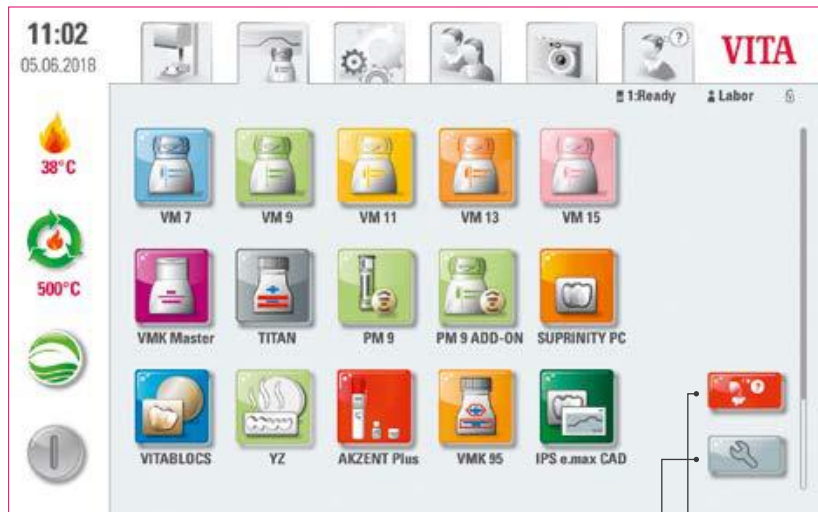 11:02
05.06.2018
?
VITA
1:Ready
Labor
38°C
VM 7
VM 9
VM 11
VM 13
VM 15
500°C
VMK Master
TITAN
PM 9
PM 9 ADD-ON
SUPRINITY PC
?
VITABLOCS
YZ
AKZENT Plus
VMK 95
IPS e.max CAD